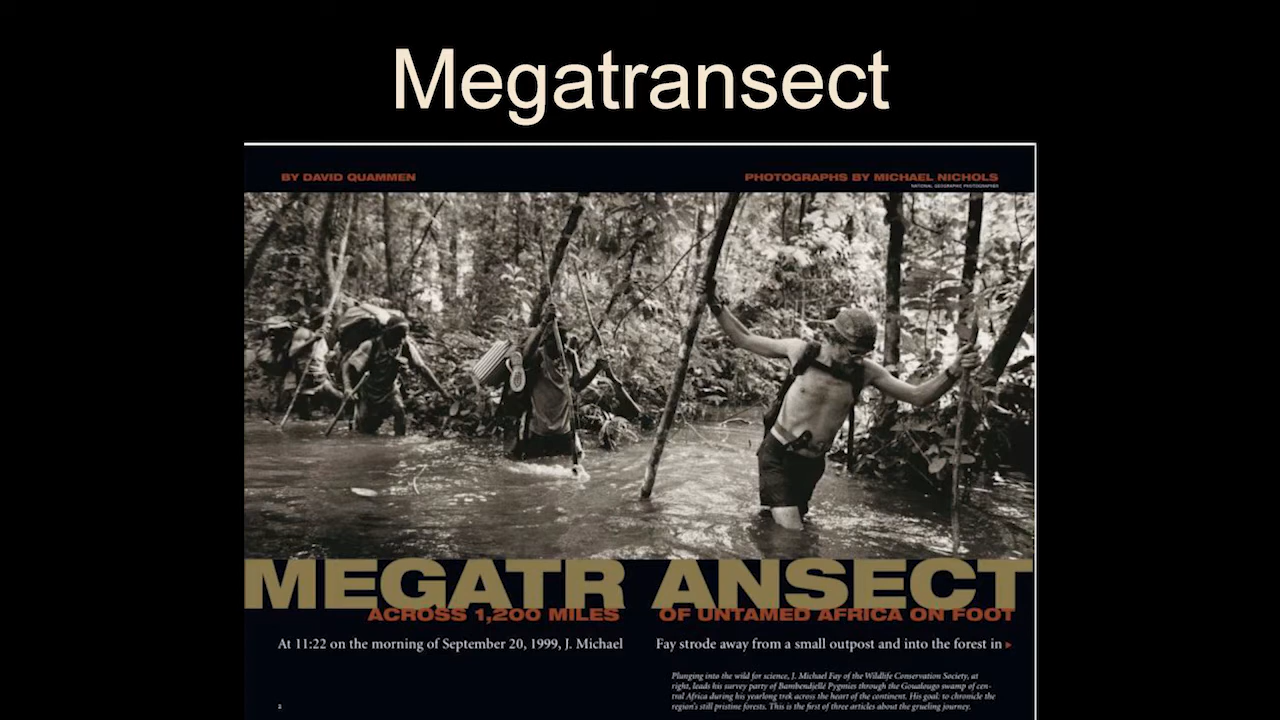 Megatransect
BY DAVID QUAMMEN
PHOTOGRAPHS BY MICHAEL NICHOLS
NATIONAL GEOGRAPHIC PHOTOGRAPHER
MEGATR ANSECT
ACROSS 1,200 MILES OF UNTAMED AFRICA ON FOOT
At 11:22 on the morning of September 20, 1999, J. Michael Fay strode away from a small outpost and into the forest in ▸
Plunging into the wild for science, J. Michael Fay of the Wildlife Conservation Society, at
right, leads his survey party of Bambendjellé Pygmies through the Goualougo swamp of cen-
tral Africa during his yearlong trek across the heart of the continent. His goal: to chronicle the
region's still pristine forests. This is the first of three articles about the grueling journey.
2